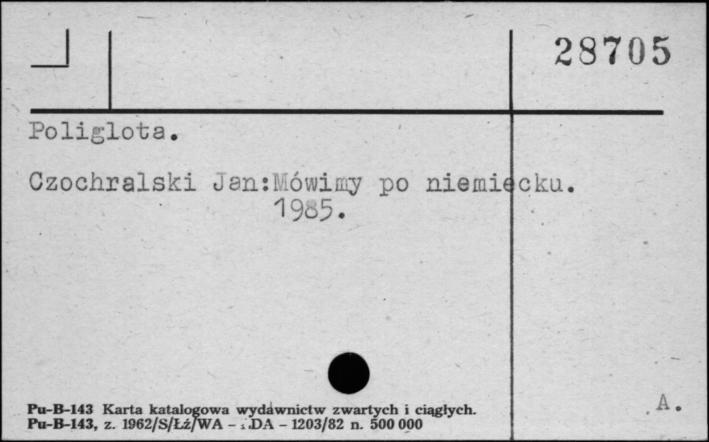 28705
Poliglota.
Czochralski Jan:Mówimy po niemiecku.
1985.
A.
Pu-B-143 Karta katalogowa wydawnictw zwartych i ciągłych.
Pu-B-143, z. 1962/S/Łź/WA - DA - 1203/82 n. 500 000